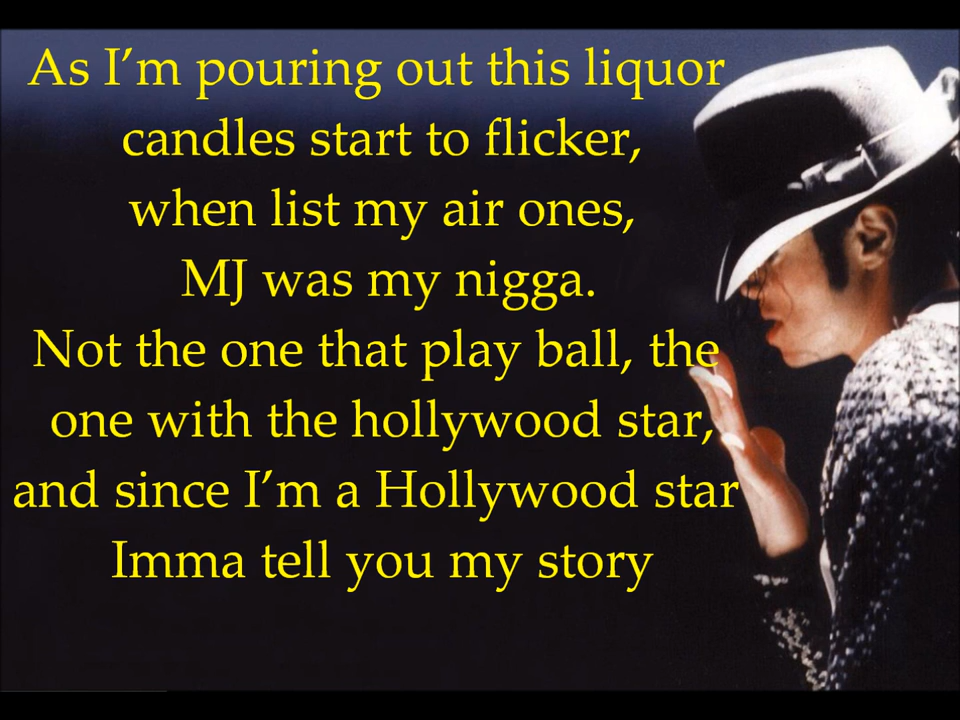 As I’m pouring out this liquor
candles start to flicker,
when list my air ones,
MJ was my nigga.
Not the one that play ball, the
one with the hollywood star,
and since I’m a Hollywood star
Imma tell you my story